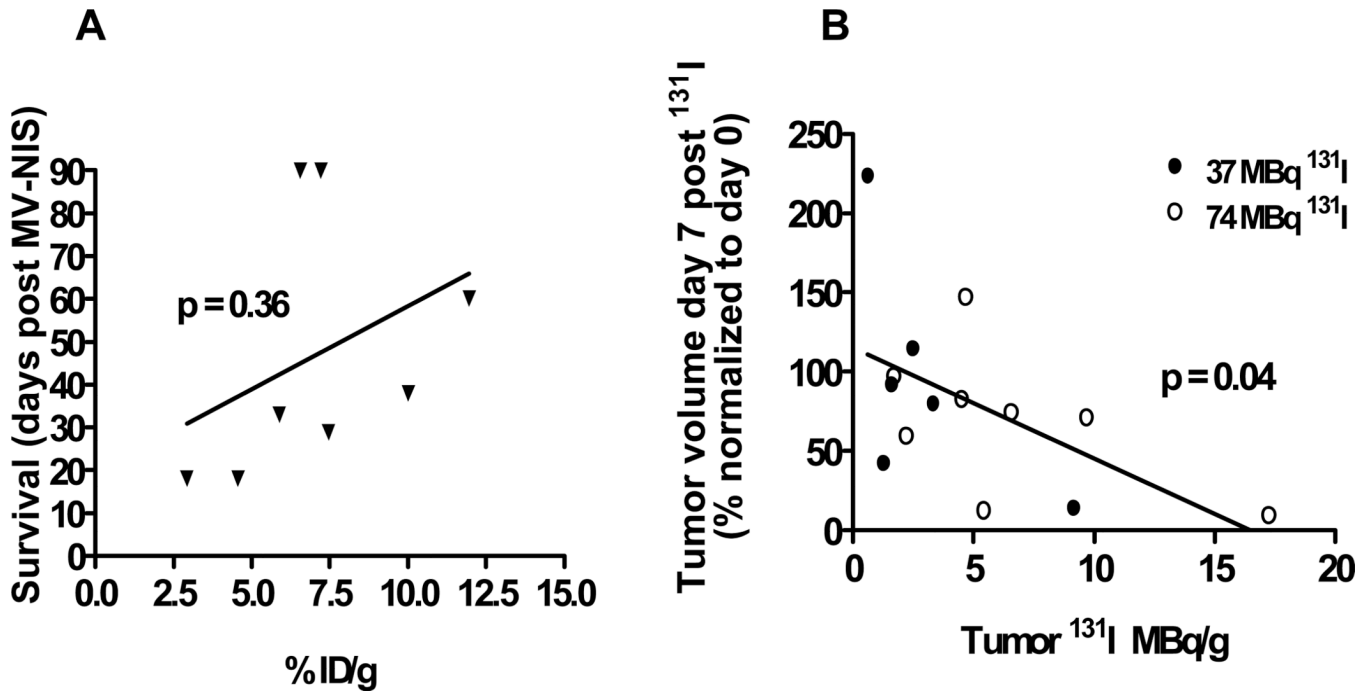 A
Survival (days post MV-NIS)
90
80
70
60
50
40
30
20
10
0
p = 0.36
0.0 2.5 5.0 7.5 10.0 12.5 15.0
% ID/g
B
Tumor volume day 7 post ¹³¹I
(% normalized to day 0)
250
200
150
100
50
0
37 MBq ¹³¹I
74 MBq ¹³¹I
p = 0.04
0 5 10 15 20
Tumor ¹³¹I MBq/g